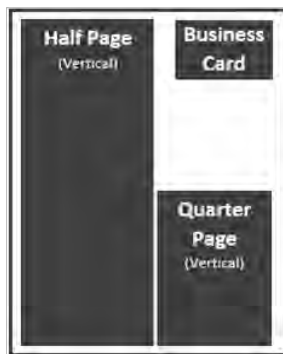 Half Page
(Vertical)
Business
Card
Quarter
Page
(Vertical)